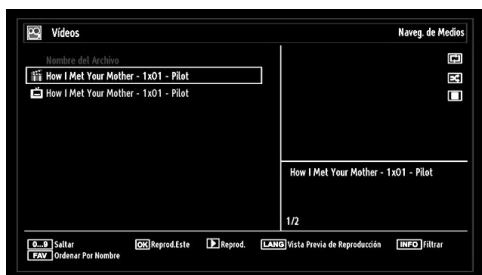 Vídeos
Naveg. de Medios
Nombre del Archivo
How I Met Your Mother - 1x01 - Pilot
How I Met Your Mother - 1x01 - Pilot
How I Met Your Mother - 1x01 - Pilot
1/2
0...9 Saltar OK Reprod.Este Reprod. LANG Vista Previa de Reproducción INFO Filtrar
FAV Ordenar Por Nombre